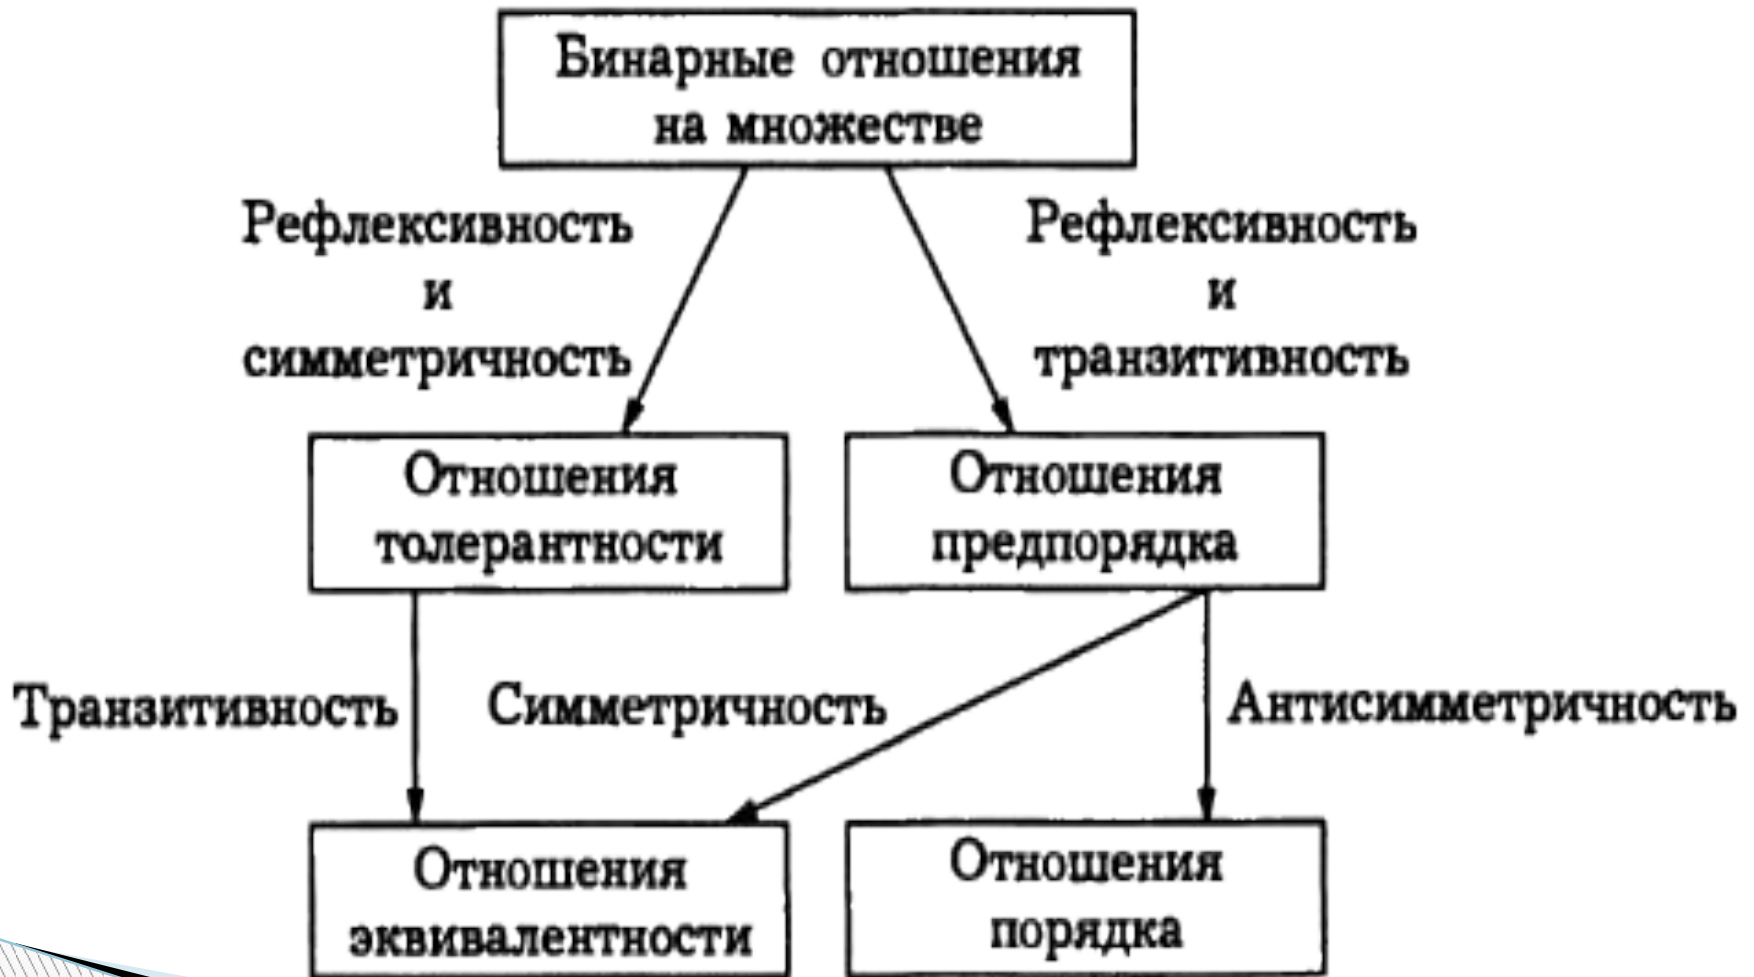 Бинарные отношения
на множестве
Рефлексивность
и
симметричность
Рефлексивность
и
транзитивность
Отношения
толерантности
Отношения
предпорядка
Транзитивность
Симметричность
Антисимметричность
Отношения
эквивалентности
Отношения
порядка